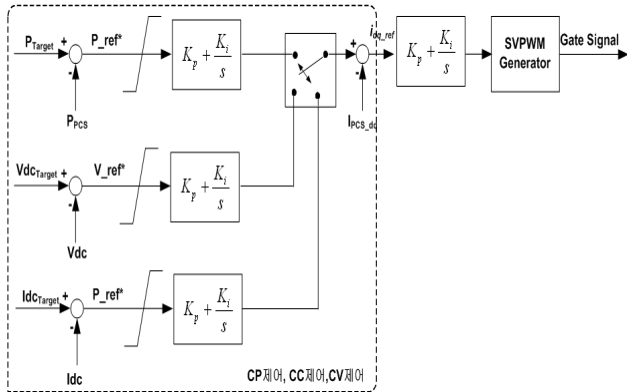 P_Target + P_ref*
-
P_PCS
K_p + K_i/s
+ i_dq_ref
-
I_PCS_dq
K_p + K_i/s
SVPWM
Generator
Gate Signal
Vdc_Target + V_ref*
-
Vdc
K_p + K_i/s
Idc_Target + P_ref*
-
Idc
K_p + K_i/s
CP제어, CC제어,CV제어